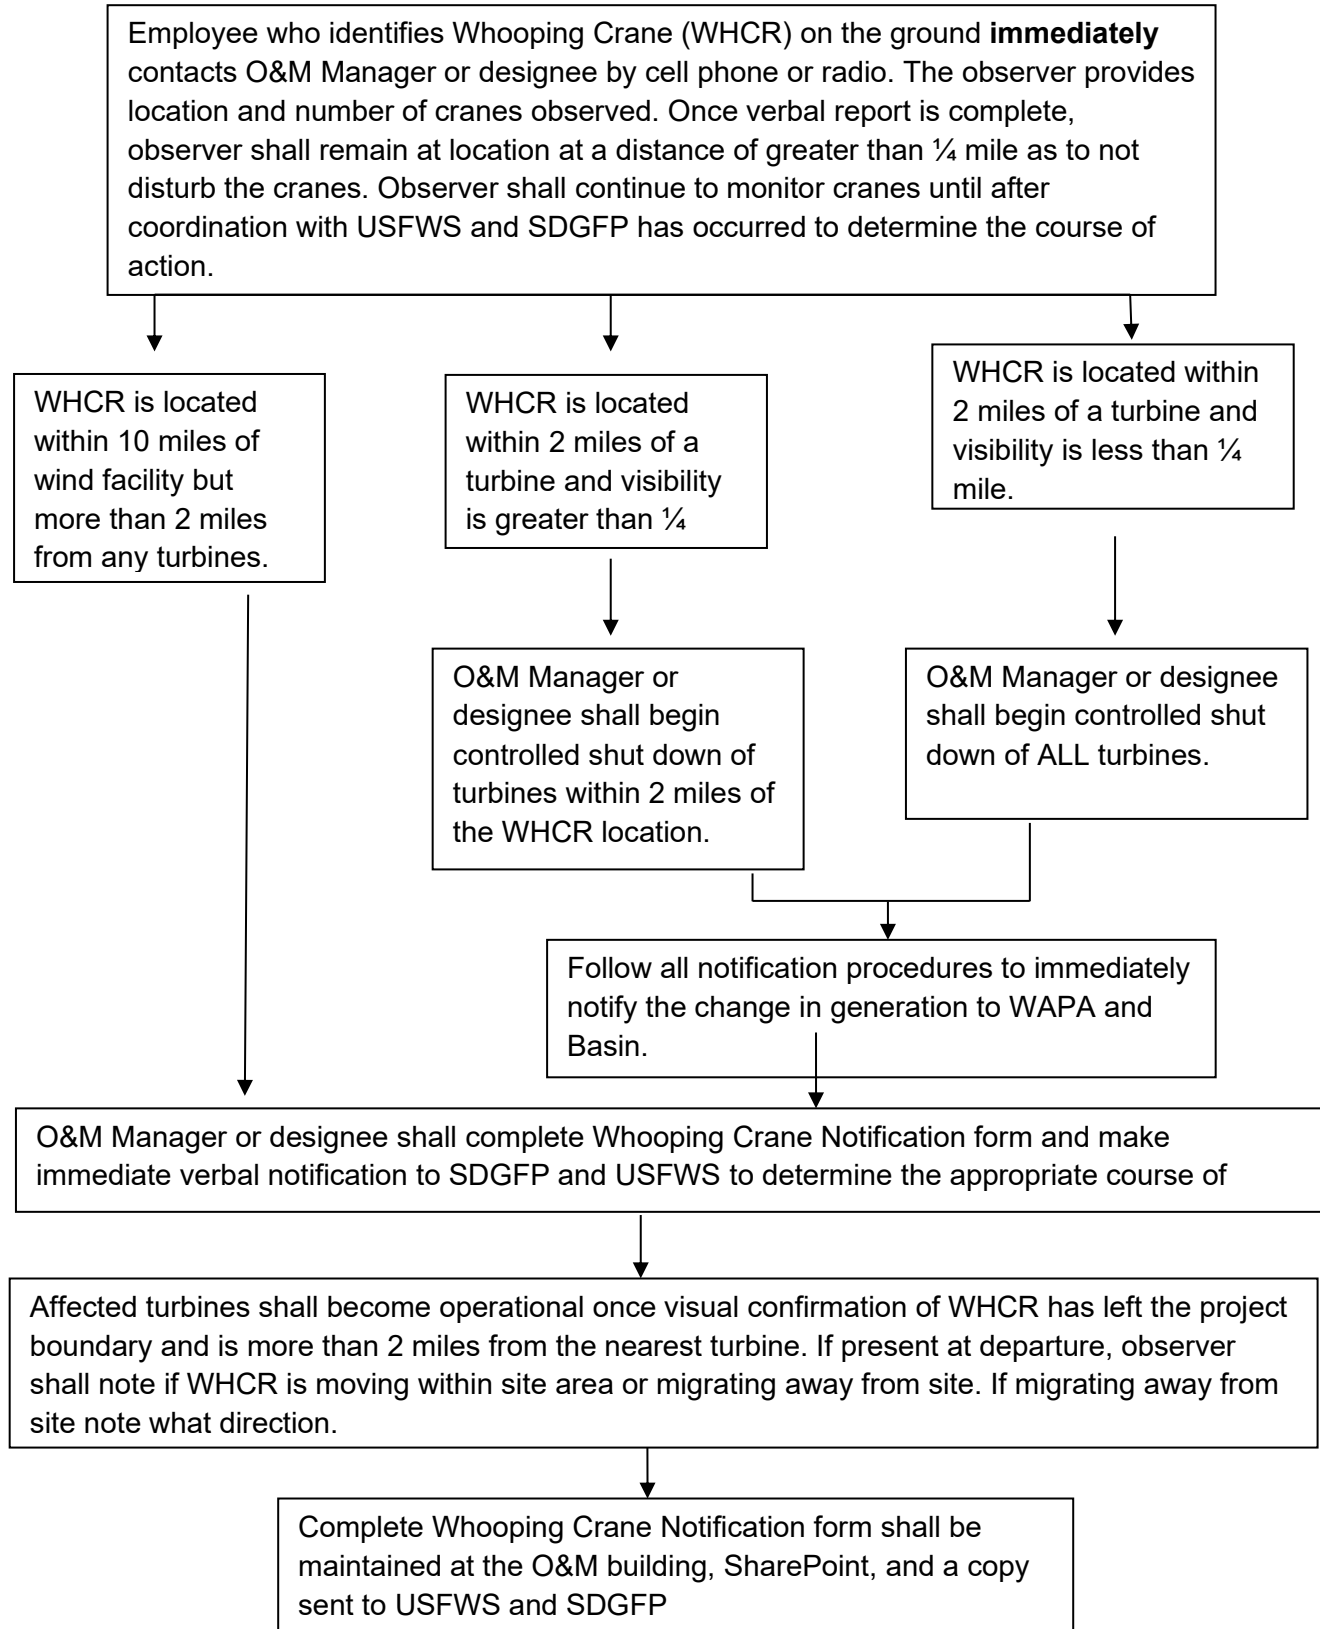 Employee who identifies Whooping Crane (WHCR) on the ground immediately
contacts O&M Manager or designee by cell phone or radio. The observer provides
location and number of cranes observed. Once verbal report is complete,
observer shall remain at location at a distance of greater than ¼ mile as to not
disturb the cranes. Observer shall continue to monitor cranes until after
coordination with USFWS and SDGFP has occurred to determine the course of
action.
WHCR is located
within 10 miles of
wind facility but
more than 2 miles
from any turbines.
WHCR is located
within 2 miles of a
turbine and visibility
is greater than ¼
WHCR is located within
2 miles of a turbine and
visibility is less than ¼
mile.
O&M Manager or
designee shall begin
controlled shut down of
turbines within 2 miles of
the WHCR location.
O&M Manager or designee
shall begin controlled shut
down of ALL turbines.
Follow all notification procedures to immediately
notify the change in generation to WAPA and
Basin.
O&M Manager or designee shall complete Whooping Crane Notification form and make
immediate verbal notification to SDGFP and USFWS to determine the appropriate course of
Affected turbines shall become operational once visual confirmation of WHCR has left the project
boundary and is more than 2 miles from the nearest turbine. If present at departure, observer
shall note if WHCR is moving within site area or migrating away from site. If migrating away from
site note what direction.
Complete Whooping Crane Notification form shall be
maintained at the O&M building, SharePoint, and a copy
sent to USFWS and SDGFP